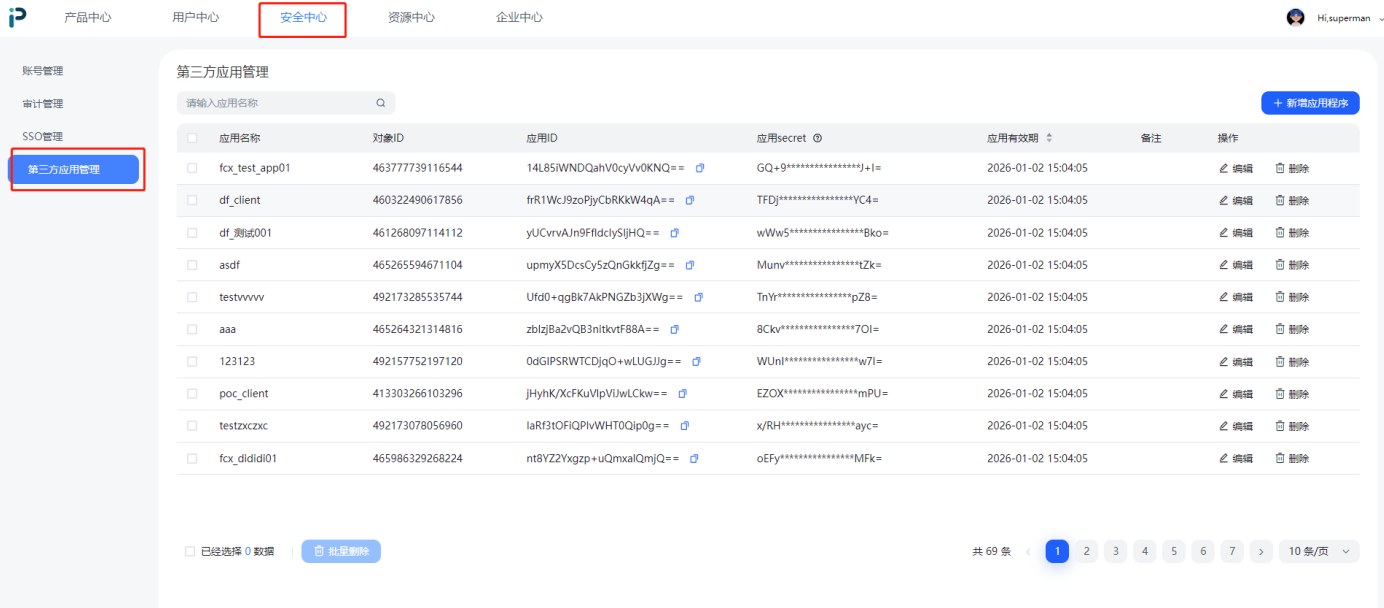 产品中心 用户中心 安全中心 资源中心 企业中心 Hi,superman
账号管理
审计管理
SSO管理
第三方应用管理
第三方应用管理
请输入应用名称
+ 新增应用程序
应用名称 对象ID 应用ID 应用secret 应用有效期 备注 操作
fcx_test_app01 463777739116544 14L85iWNDQahV0cyVv0KNQ== GQ+9****************J+I= 2026-01-02 15:04:05 编辑 删除
df_client 460322490617856 frR1WcJ9zoPjyCbRKkW4qA== TFDj****************YC4= 2026-01-02 15:04:05 编辑 删除
df_测试001 461268097114112 yUCvrvAJn9FfldcIySljHQ== wWw5****************Bko= 2026-01-02 15:04:05 编辑 删除
asdf 465265594671104 upmyX5DcsCy5zQnGkkfjZg== Munv****************tZk= 2026-01-02 15:04:05 编辑 删除
testvvvvv 492173285535744 Ufd0+qgBk7AkPNGZb3jXWg== TnYr****************pZ8= 2026-01-02 15:04:05 编辑 删除
aaa 465264321314816 zbIzjBa2vQB3nitkvtF88A== 8Ckv****************7OI= 2026-01-02 15:04:05 编辑 删除
123123 492157752197120 0dGIPSRWTCDjqO+wLUGJJg== WUnI****************w7I= 2026-01-02 15:04:05 编辑 删除
poc_client 413303266103296 jHyhK/XcFKuVlpViJwLCkw== EZOX****************mPU= 2026-01-02 15:04:05 编辑 删除
testzxczxc 492173078056960 laRf3tOFiQPIvWHT0Qip0g== x/RH****************ayc= 2026-01-02 15:04:05 编辑 删除
fcx_dididi01 465986329268224 nt8YZ2Yxgzp+uQmxalQmjQ== oEFy****************MFk= 2026-01-02 15:04:05 编辑 删除
已经选择 0 数据 批量删除 共 69 条 1 2 3 4 5 6 7 10 条/页